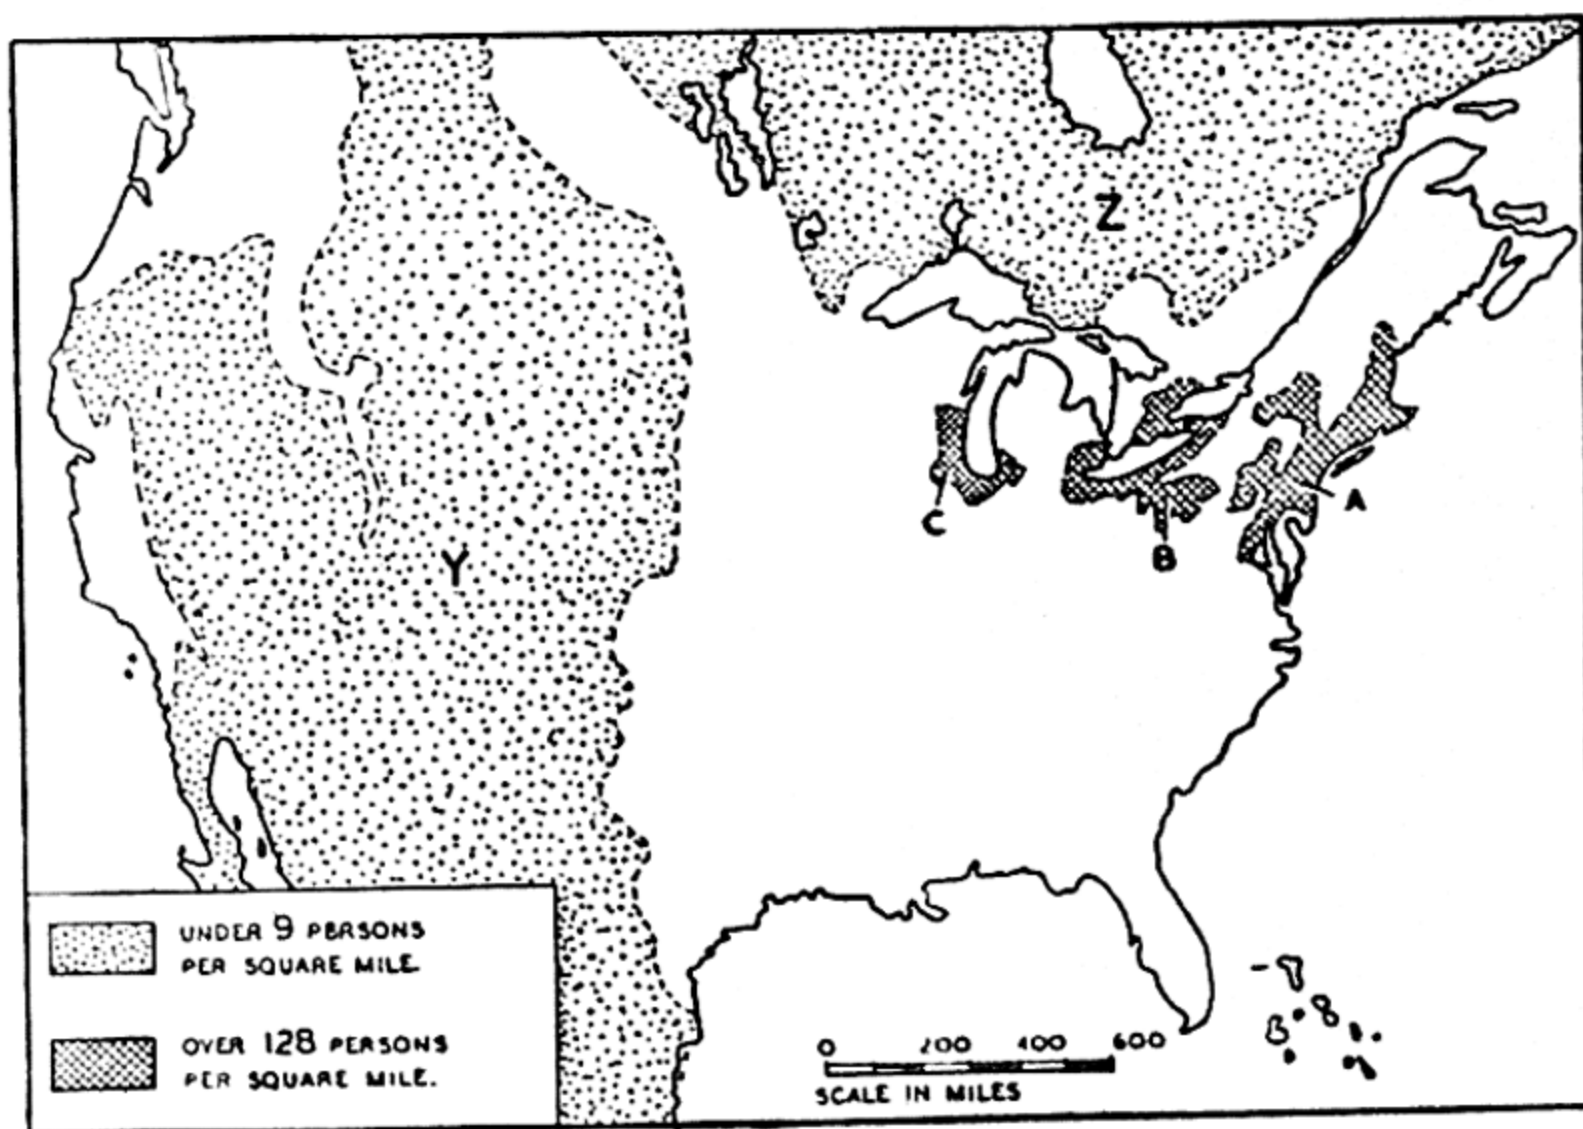 Z
Y
A
B
C
UNDER 9 PERSONS
PER SQUARE MILE.
OVER 128 PERSONS
PER SQUARE MILE.
0 200 400 600
SCALE IN MILES